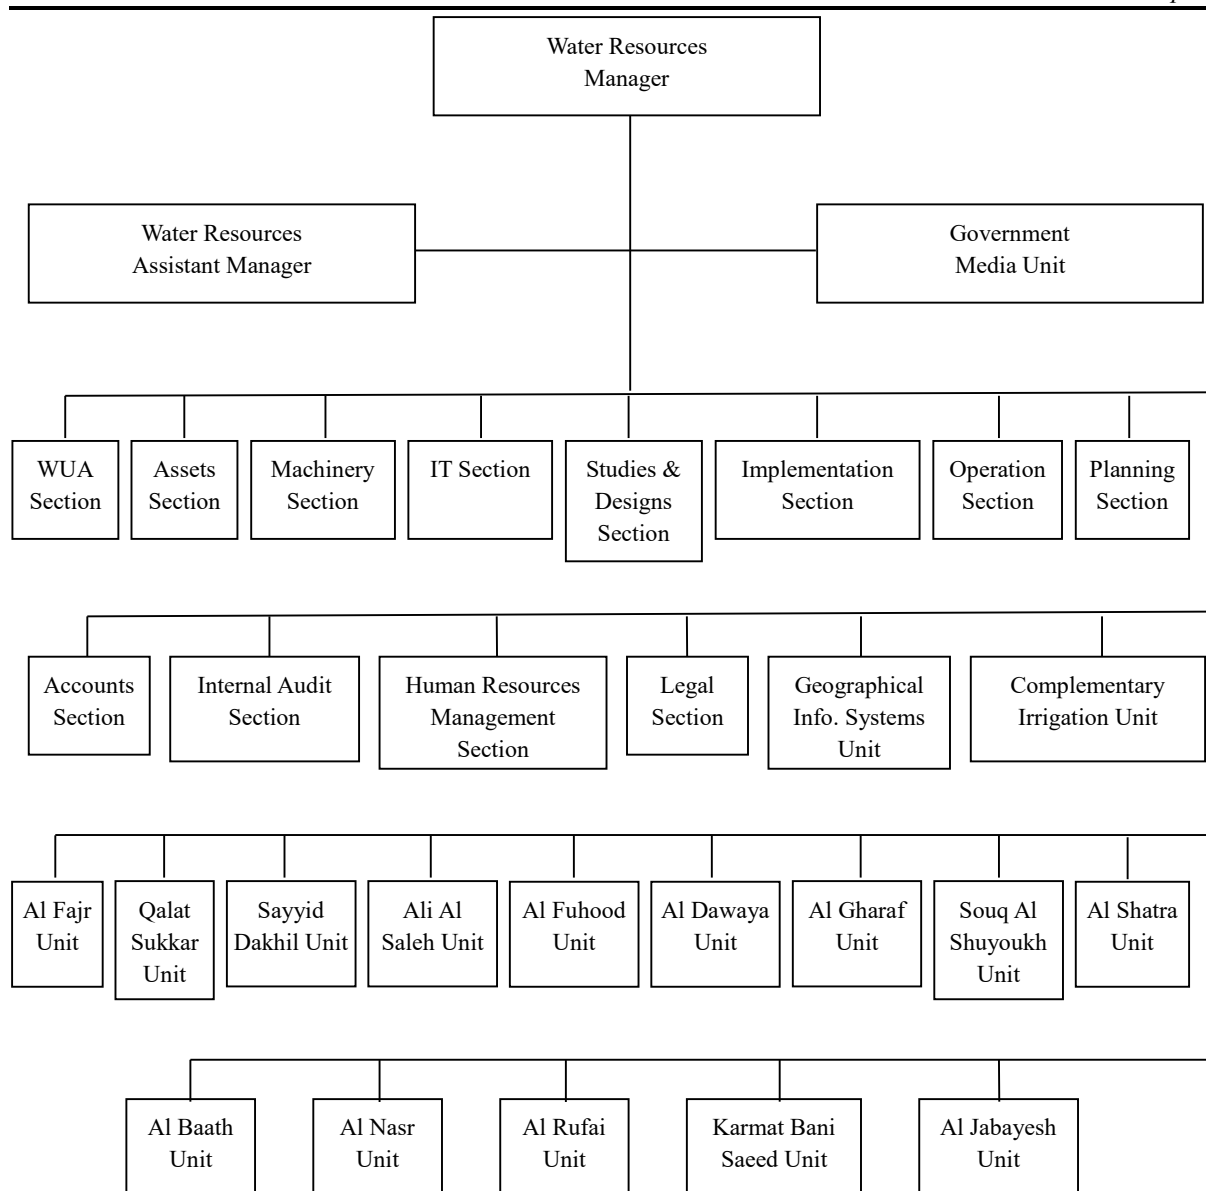 Water Resources
Manager
Water Resources
Assistant Manager
Government
Media Unit
WUA
Section
Assets
Section
Machinery
Section
IT Section
Studies &
Designs
Section
Implementation
Section
Operation
Section
Planning
Section
Accounts
Section
Internal Audit
Section
Human Resources
Management
Section
Legal
Section
Geographical
Info. Systems
Unit
Complementary
Irrigation Unit
Al Fajr
Unit
Qalat
Sukkar
Unit
Sayyid
Dakhil Unit
Ali Al
Saleh Unit
Al Fuhood
Unit
Al Dawaya
Unit
Al Gharaf
Unit
Souq Al
Shuyoukh
Unit
Al Shatra
Unit
Al Baath
Unit
Al Nasr
Unit
Al Rufai
Unit
Karmat Bani
Saeed Unit
Al Jabayesh
Unit